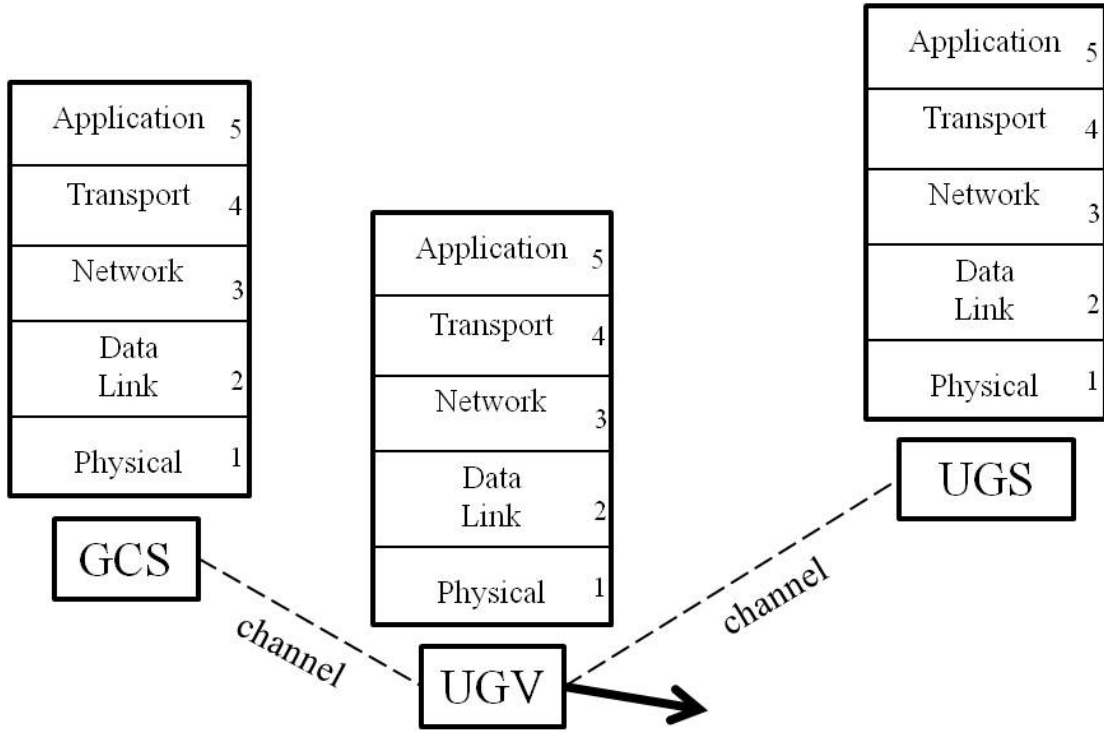 Application 5
Transport 4
Network 3
Data
Link 2
Physical 1
GCS
channel
Application 5
Transport 4
Network 3
Data
Link 2
Physical 1
UGV
channel
Application 5
Transport 4
Network 3
Data
Link 2
Physical 1
UGS